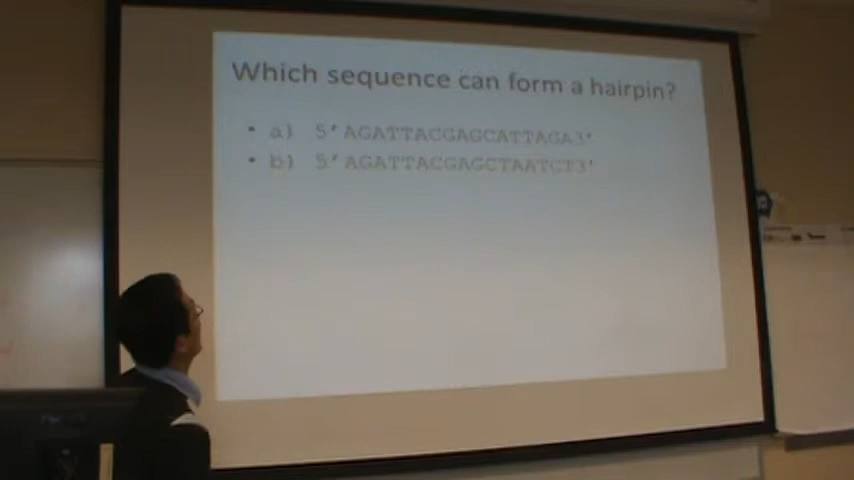 Which sequence can form a hairpin?
• a) 5'AGATTACGAGCATTAGA3'
• b) 5'AGATTACGAGCTAATCT3'